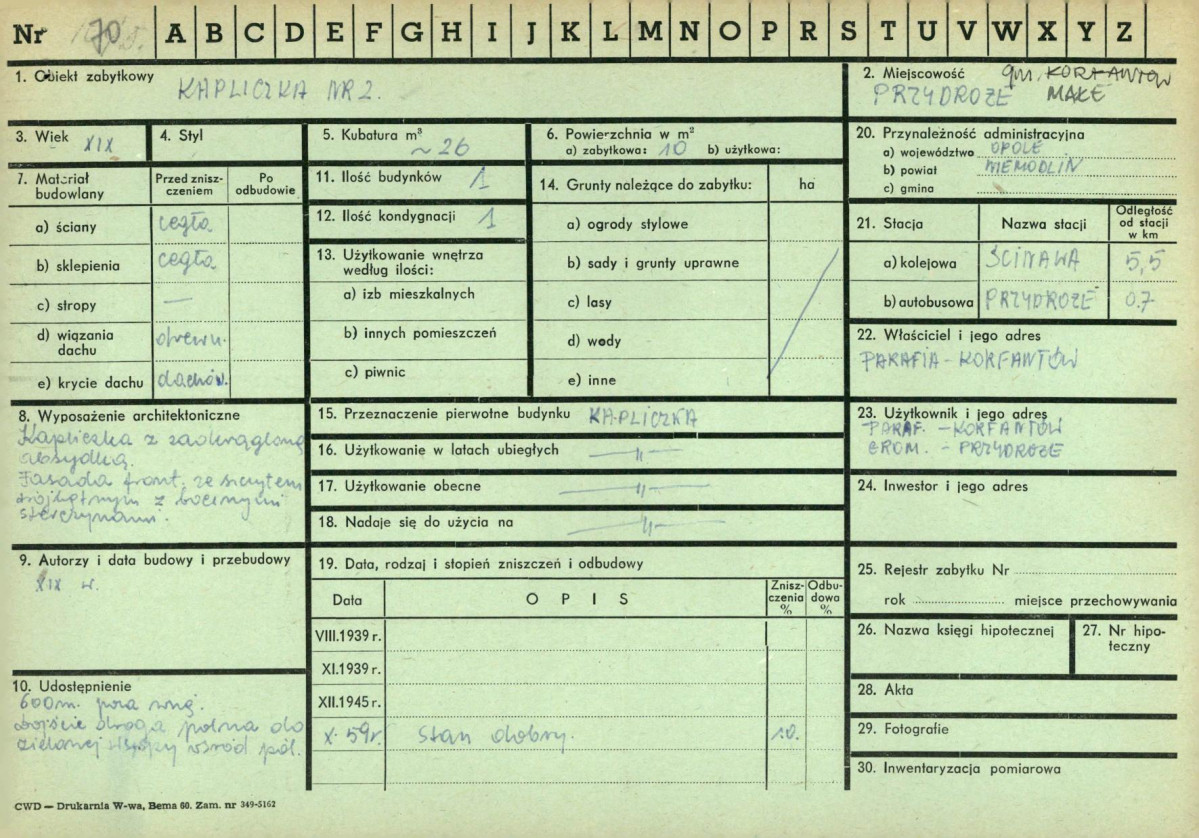 Nr 70 A B C D E F G H I J K L M N O P R S T U V W X Y Z
1. Obiekt zabytkowy KAPLICZKA NR 2.
2. Miejscowość gm. KORFANTÓW
PRZYDROŻE MAŁE
3. Wiek XIX
4. Styl
5. Kubatura m³ ~ 26
6. Powierzchnia w m²
a) zabytkowa: 10 b) użytkowa:
7. Materiał budowlany
Przed zniszczeniem
Po odbudowie
a) ściany cegła
b) sklepienia cegła
c) stropy —
d) wiązania dachu drewn.
e) krycie dachu dachów.
8. Wyposażenie architektoniczne
Kapliczka z zaokrągloną
absydką.
Fasada front. ze szczytem
trójkątnym z bocznymi
sterczynami.
9. Autorzy i data budowy i przebudowy
XIX w.
10. Udostępnienie
600 m. poza wsią.
dojście drogą polną do
zielonej wśród pól.
11. Ilość budynków 1
12. Ilość kondygnacji 1
13. Użytkowanie wnętrza
według ilości:
a) izb mieszkalnych
b) innych pomieszczeń
c) piwnic
14. Grunty należące do zabytku: ha
a) ogrody stylowe
b) sady i grunty uprawne
c) lasy
d) wody
e) inne
15. Przeznaczenie pierwotne budynku KAPLICZKA
16. Użytkowanie w latach ubiegłych —"—
17. Użytkowanie obecne —"—
18. Nadaje się do użycia na —"—
19. Data, rodzaj i stopień zniszczeń i odbudowy
Data OPIS Zniszczenia % Odbudowa %
VIII.1939 r.
XI.1939 r.
XII.1945 r.
X. 59r. stan dobry. 10.
20. Przynależność administracyjna
a) województwo OPOLE
b) powiat NIEMODLIN
c) gmina
21. Stacja Nazwa stacji Odległość od stacji w km
a) kolejowa ŚCINAWA 5,5
b) autobusowa PRZYDROŻE 0.7
22. Właściciel i jego adres
PARAFIA - KORFANTÓW
23. Użytkownik i jego adres
PARAF. - KORFANTÓW
GROM. - PRZYDROŻE
24. Inwestor i jego adres
25. Rejestr zabytku Nr
rok miejsce przechowywania
26. Nazwa księgi hipotecznej
27. Nr hipoteczny
28. Akta
29. Fotografie
30. Inwentaryzacja pomiarowa
CWD — Drukarnia W-wa, Bema 60. Zam. nr 349-5162